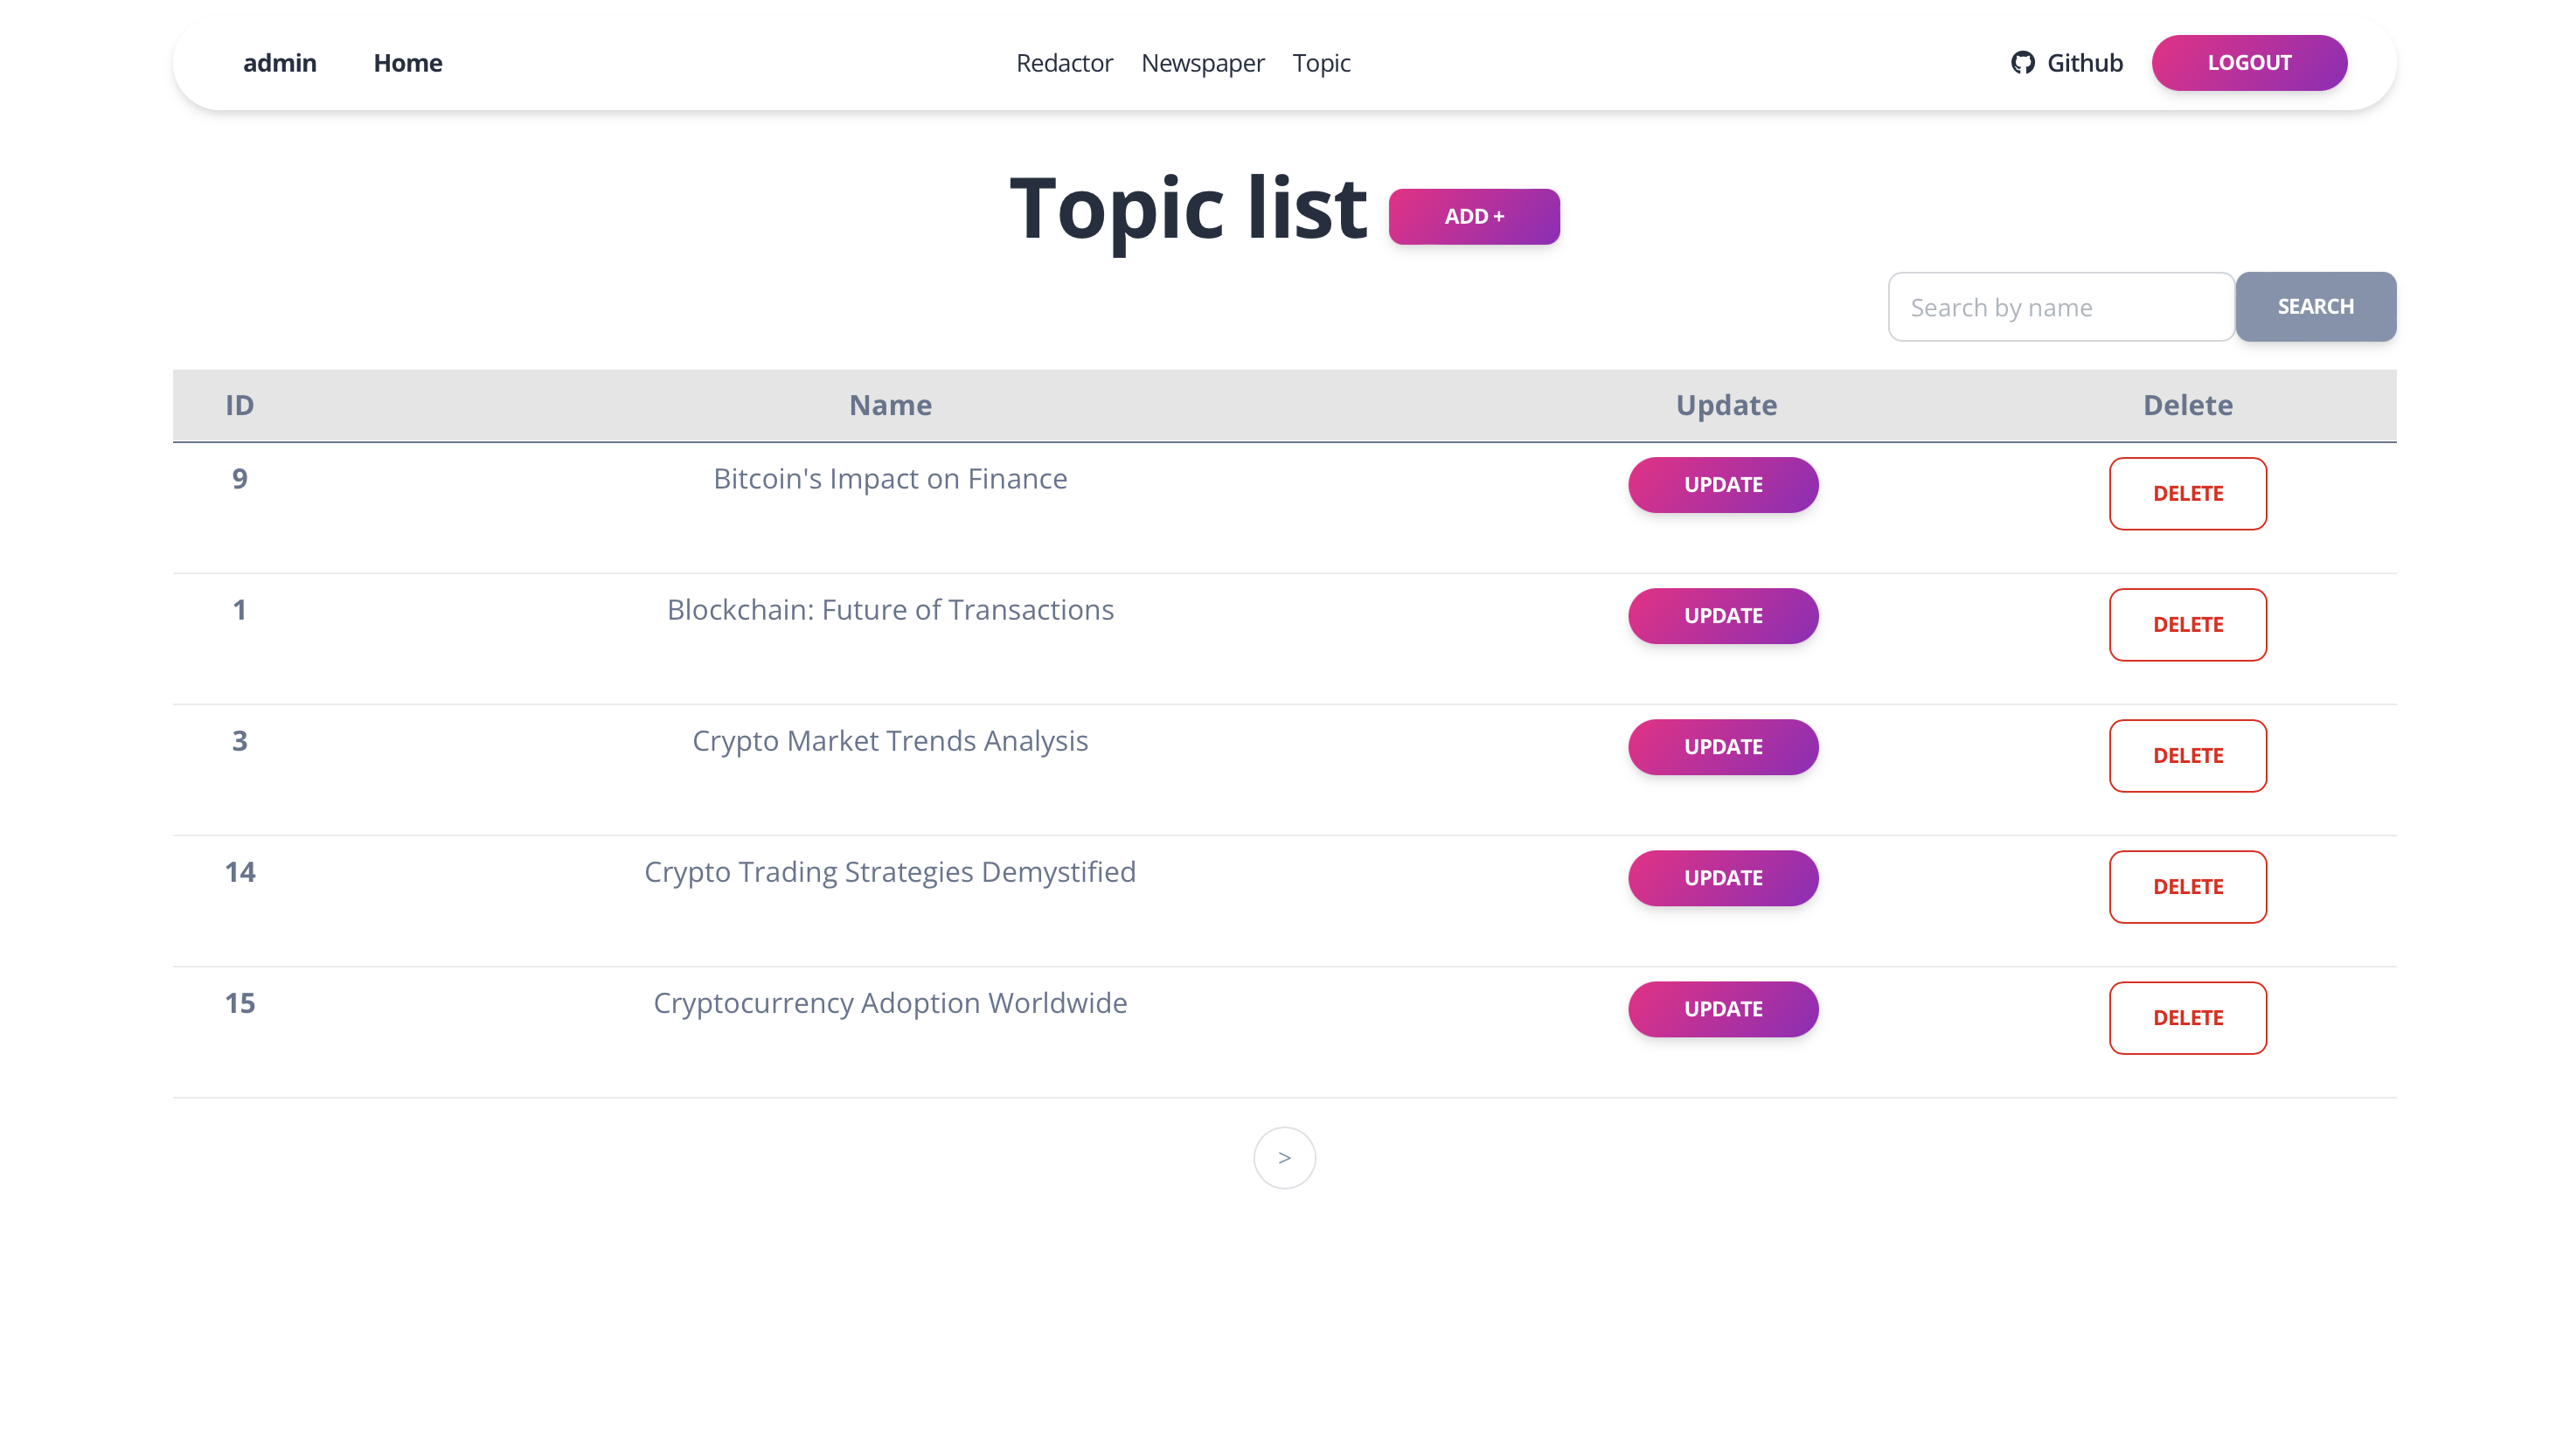 admin Home Redactor Newspaper Topic Github LOGOUT
Topic list ADD +
Search by name SEARCH
ID Name Update Delete
9 Bitcoin's Impact on Finance UPDATE DELETE
1 Blockchain: Future of Transactions UPDATE DELETE
3 Crypto Market Trends Analysis UPDATE DELETE
14 Crypto Trading Strategies Demystified UPDATE DELETE
15 Cryptocurrency Adoption Worldwide UPDATE DELETE
>